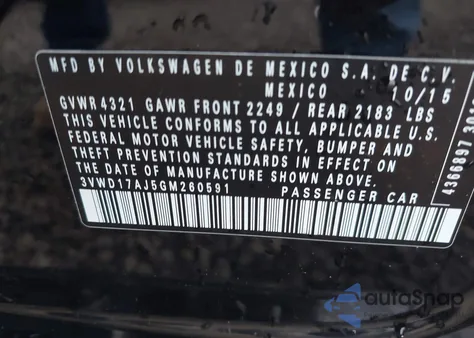 MFD BY VOLKSWAGEN DE MEXICO S.A. DE C.V.
MEXICO 10/15
GVWR 4321 GAWR FRONT 2249 / REAR 2183 LBS
THIS VEHICLE CONFORMS TO ALL APPLICABLE
FEDERAL MOTOR VEHICLE SAFETY, BUMPER AND
THEFT PREVENTION STANDARDS IN EFFECT ON
THE DATE OF MANUFACTURE SHOWN ABOVE.
3VWD17AJ5GM260591 PASSENGER CAR
4366897
autoSnap